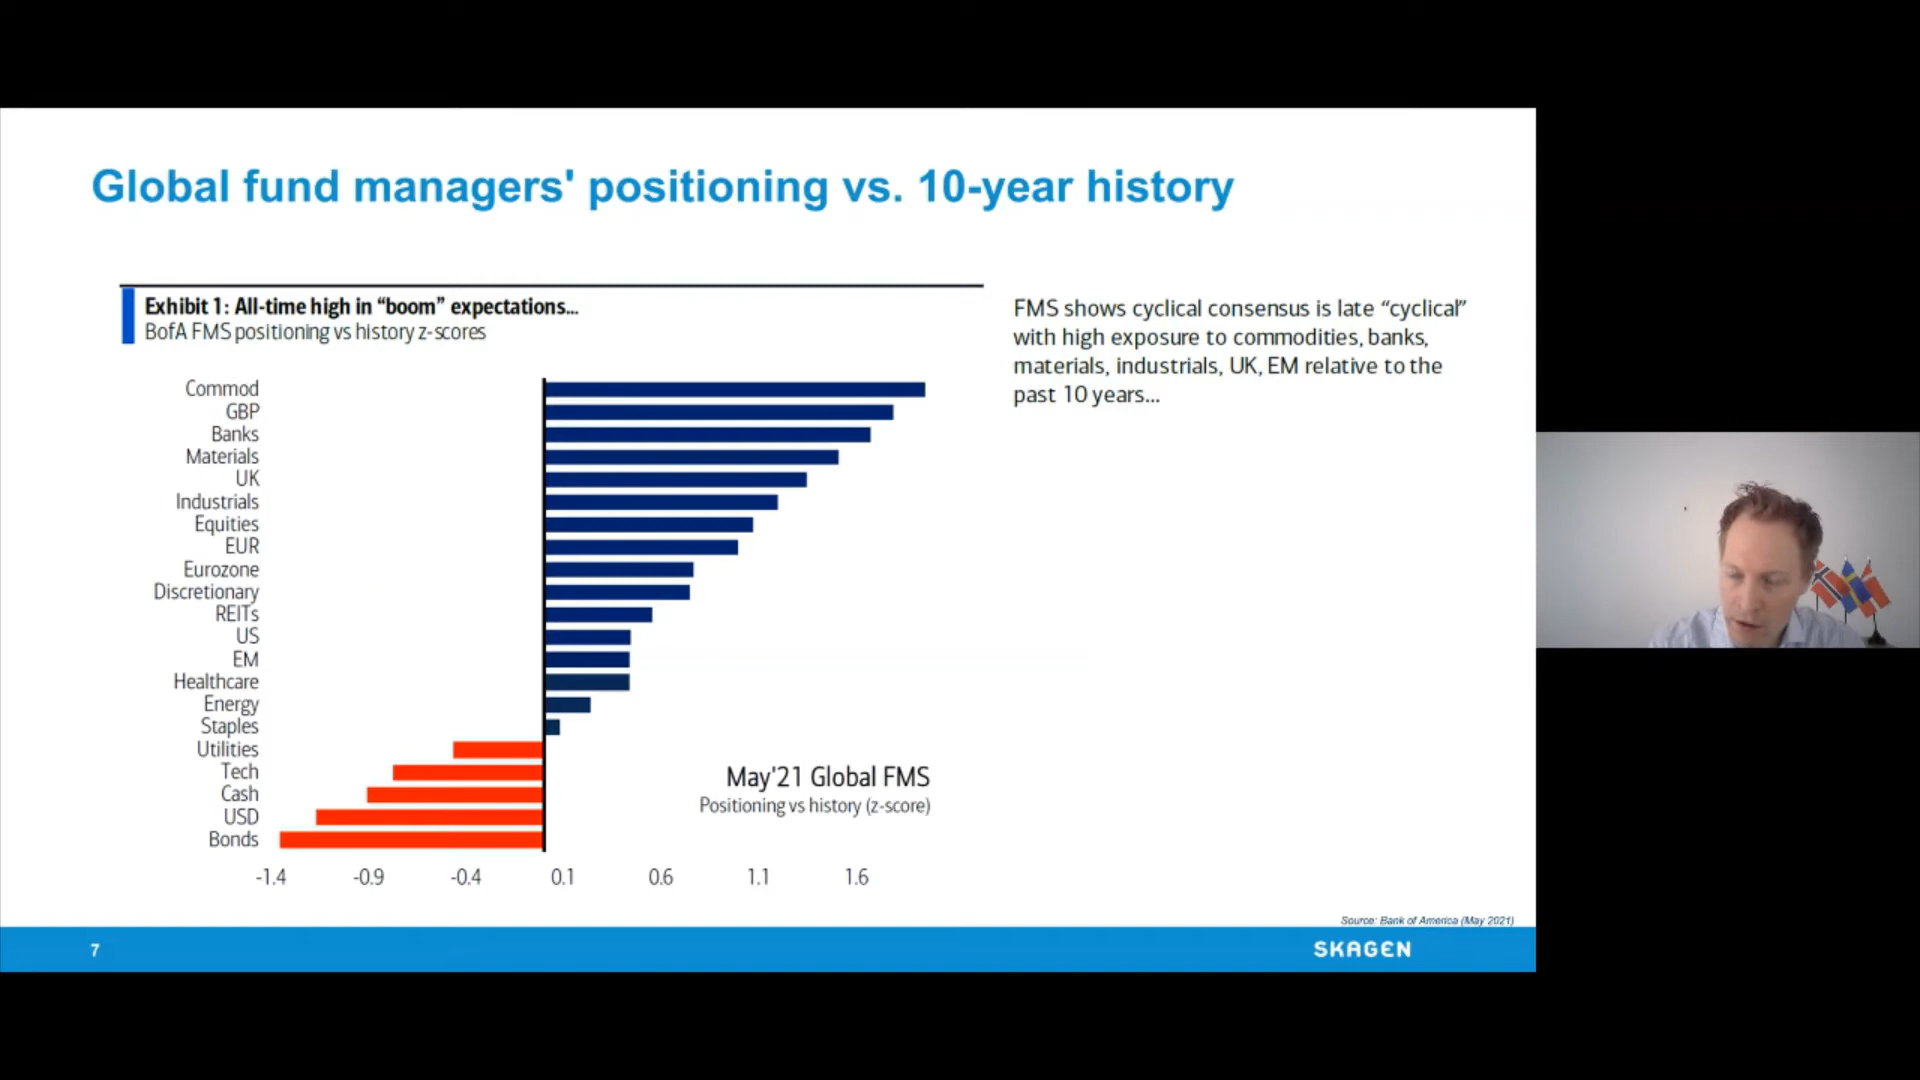 Global fund managers' positioning vs. 10-year history
Exhibit 1: All-time high in “boom” expectations...
BofA FMS positioning vs history z-scores
Commod
GBP
Banks
Materials
UK
Industrials
Equities
EUR
Eurozone
Discretionary
REITs
US
EM
Healthcare
Energy
Staples
Utilities
Tech
Cash
USD
Bonds
-1.4 -0.9 -0.4 0.1 0.6 1.1 1.6
May'21 Global FMS
Positioning vs history (z-score)
FMS shows cyclical consensus is late “cyclical”
with high exposure to commodities, banks,
materials, industrials, UK, EM relative to the
past 10 years...
Source: Bank of America (May 2021)
7
SKAGEN